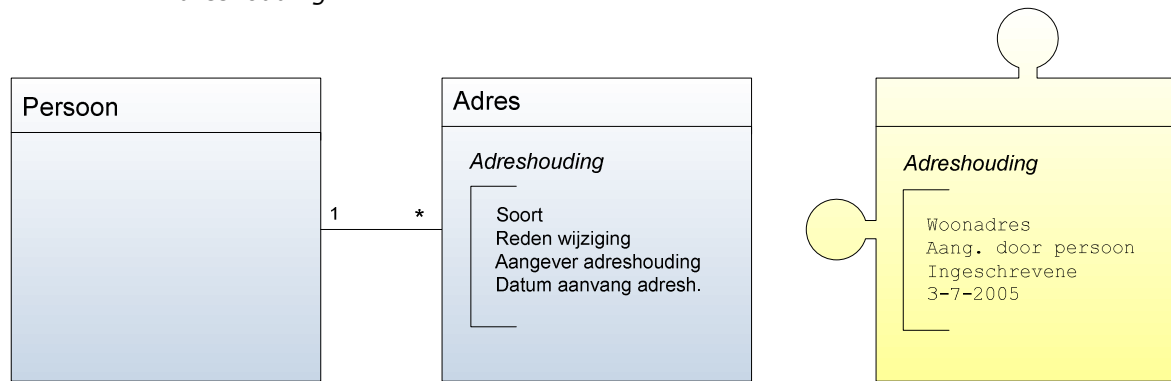 Persoon
1
*
Adres
Adreshouding
Soort
Reden wijziging
Aangever adreshouding
Datum aanvang adresh.
Adreshouding
Woonadres
Aang. door persoon
Ingeschrevene
3-7-2005